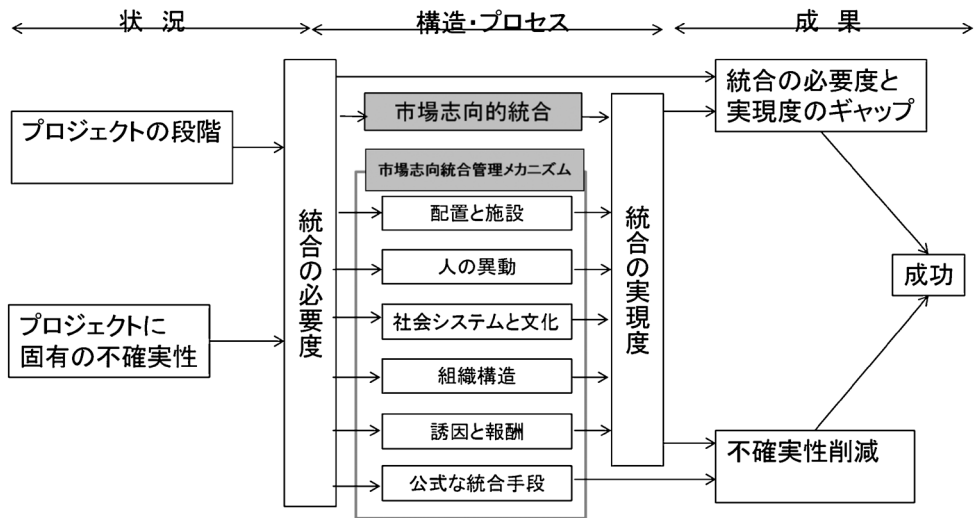 状 況
構造・プロセス
成 果
プロジェクトの段階
プロジェクトに
固有の不確実性
統合の必要度
市場志向的統合
市場志向統合管理メカニズム
配置と施設
人の異動
社会システムと文化
組織構造
誘因と報酬
公式な統合手段
統合の実現度
統合の必要度と
実現度のギャップ
成功
不確実性削減